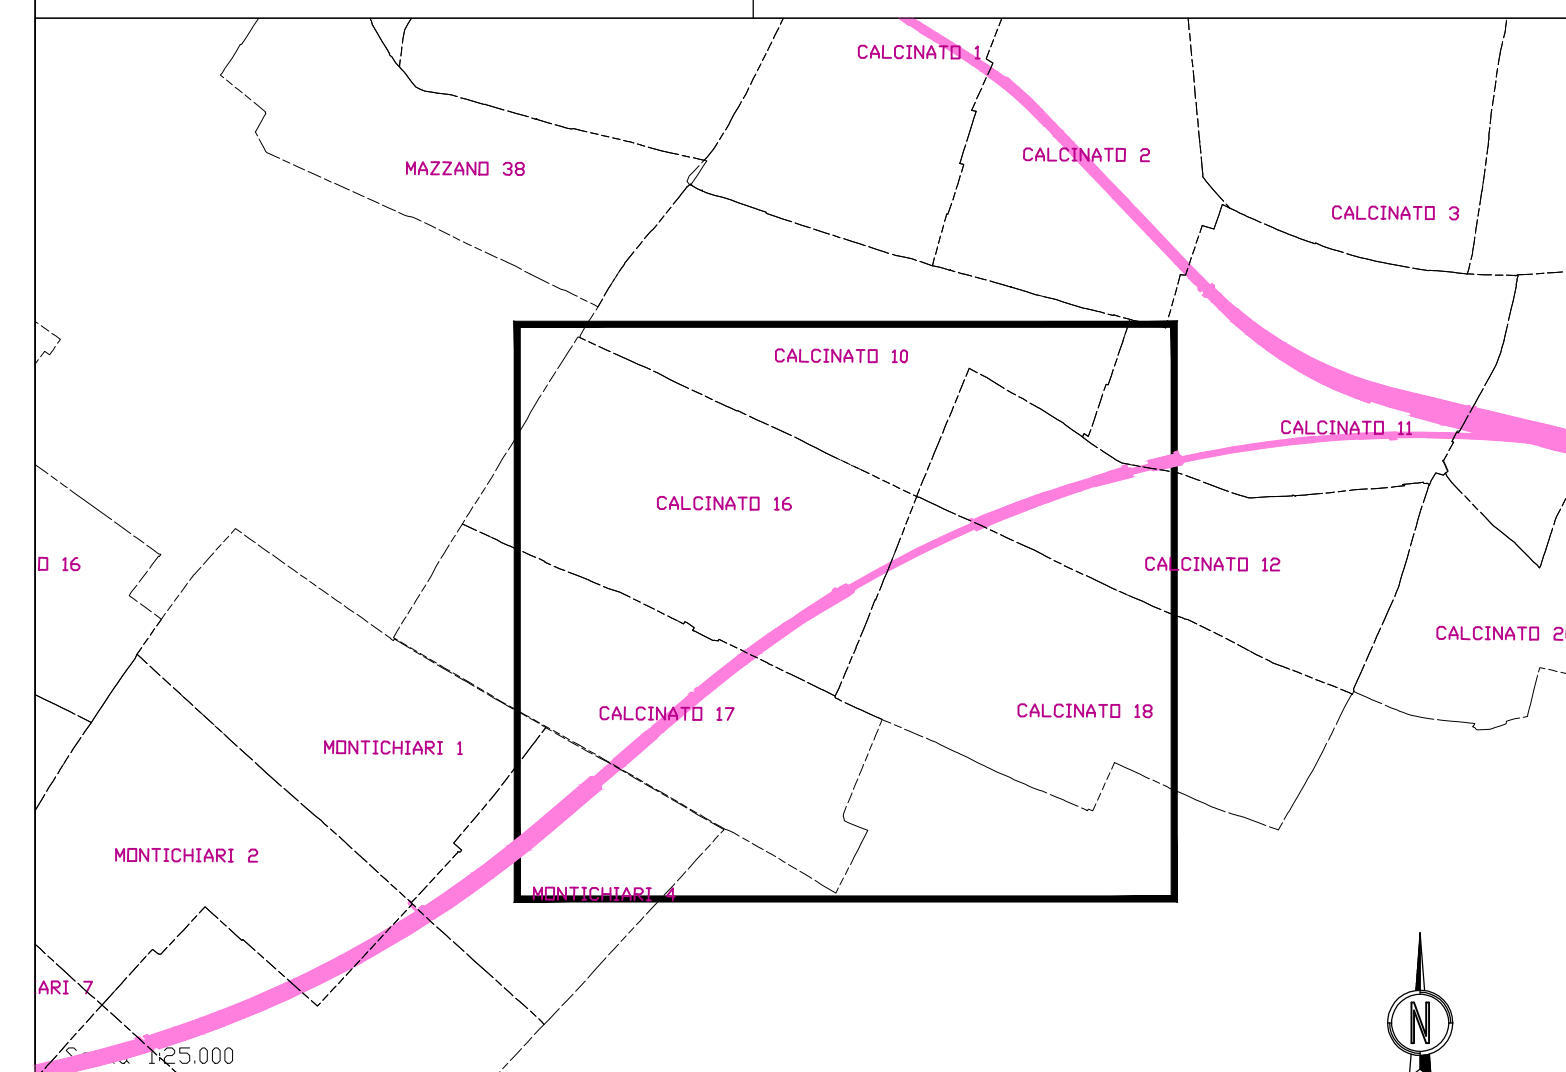 CALCINATO 1
CALCINATO 2
MAZZANO 38
CALCINATO 3
CALCINATO 10
CALCINATO 11
CALCINATO 16
O 16
CALCINATO 12
CALCINATO 2
CALCINATO 17
CALCINATO 18
MONTICHIARI 1
MONTICHIARI 2
MONTICHIARI 4
ARI 7
N
1:25.000